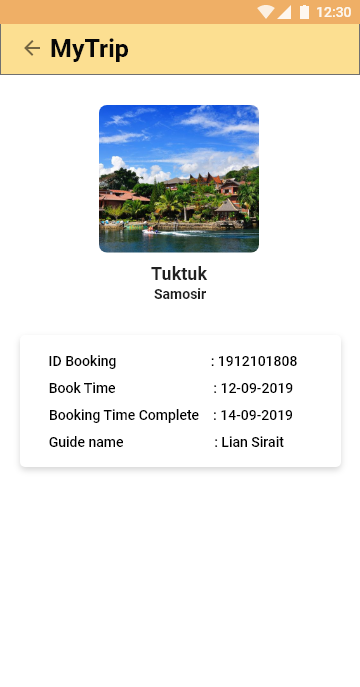 12:30
MyTrip
Tuktuk
Samosir
ID Booking : 1912101808
Book Time : 12-09-2019
Booking Time Complete : 14-09-2019
Guide name : Lian Sirait